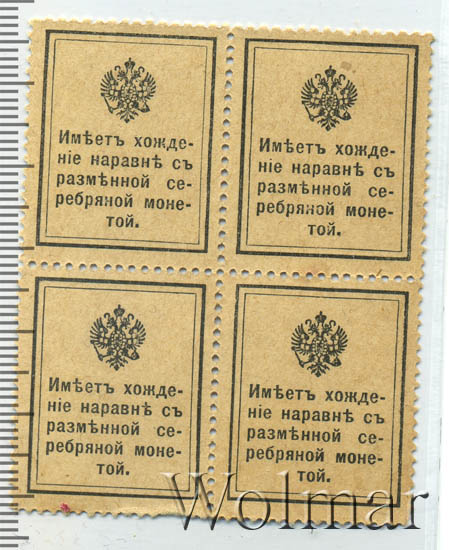 Имѣетъ хожде-
ніе наравнѣ съ
размѣнной се-
ребряной моне-
той.
Имѣетъ хожде-
ніе наравнѣ съ
размѣнной се-
ребряной моне-
той.
Имѣетъ хожде-
ніе наравнѣ съ
размѣнной се-
ребряной моне-
той.
Имѣетъ хожде-
ніе наравнѣ съ
размѣнной се-
ребряной моне-
той.
Wolmar